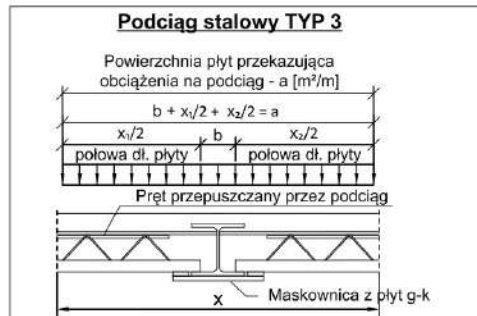 Podciąg stalowy TYP 3
Powierzchnia płyt przekazująca
obciążenia na podciąg - a [m²/m]
b + x₁/2 + x₂/2 = a
x₁/2 b x₂/2
połowa dł. płyty połowa dł. płyty
Pręt przepuszczany przez podciąg
Maskownica z płyt g-k
x